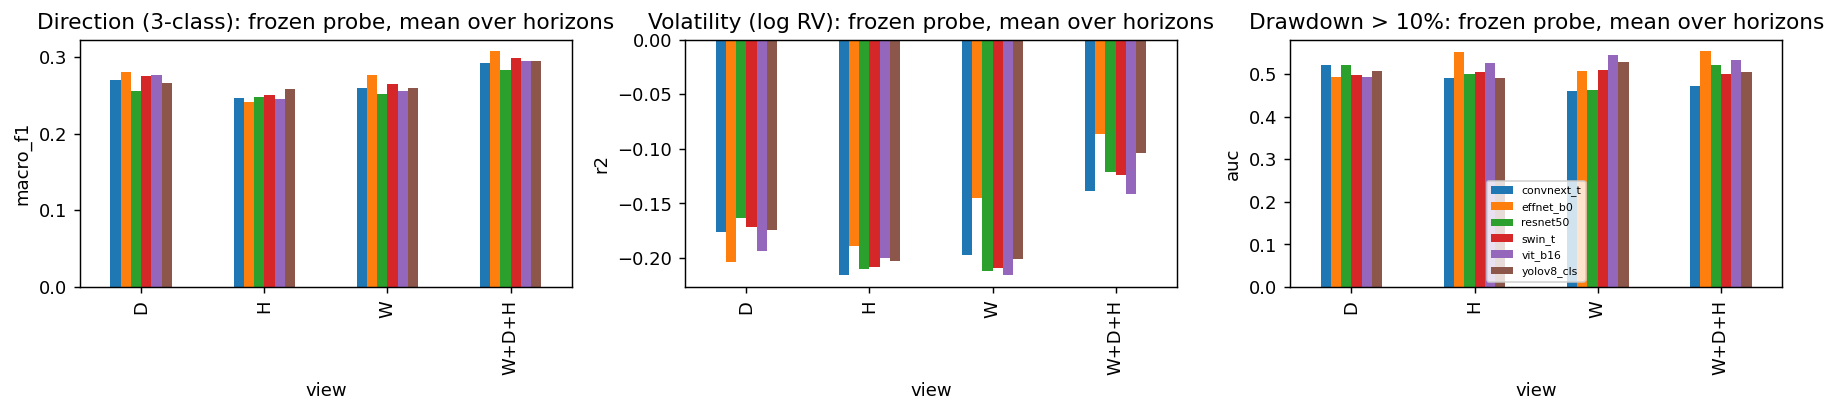 Direction (3-class): frozen probe, mean over horizons
macro_f1
0.3
0.2
0.1
0.0
D
H
W
W+D+H
view
Volatility (log RV): frozen probe, mean over horizons
r2
0.00
−0.05
−0.10
−0.15
−0.20
D
H
W
W+D+H
view
Drawdown > 10%: frozen probe, mean over horizons
auc
0.5
0.4
0.3
0.2
0.1
0.0
convnext_t
effnet_b0
resnet50
swin_t
vit_b16
yolov8_cls
D
H
W
W+D+H
view